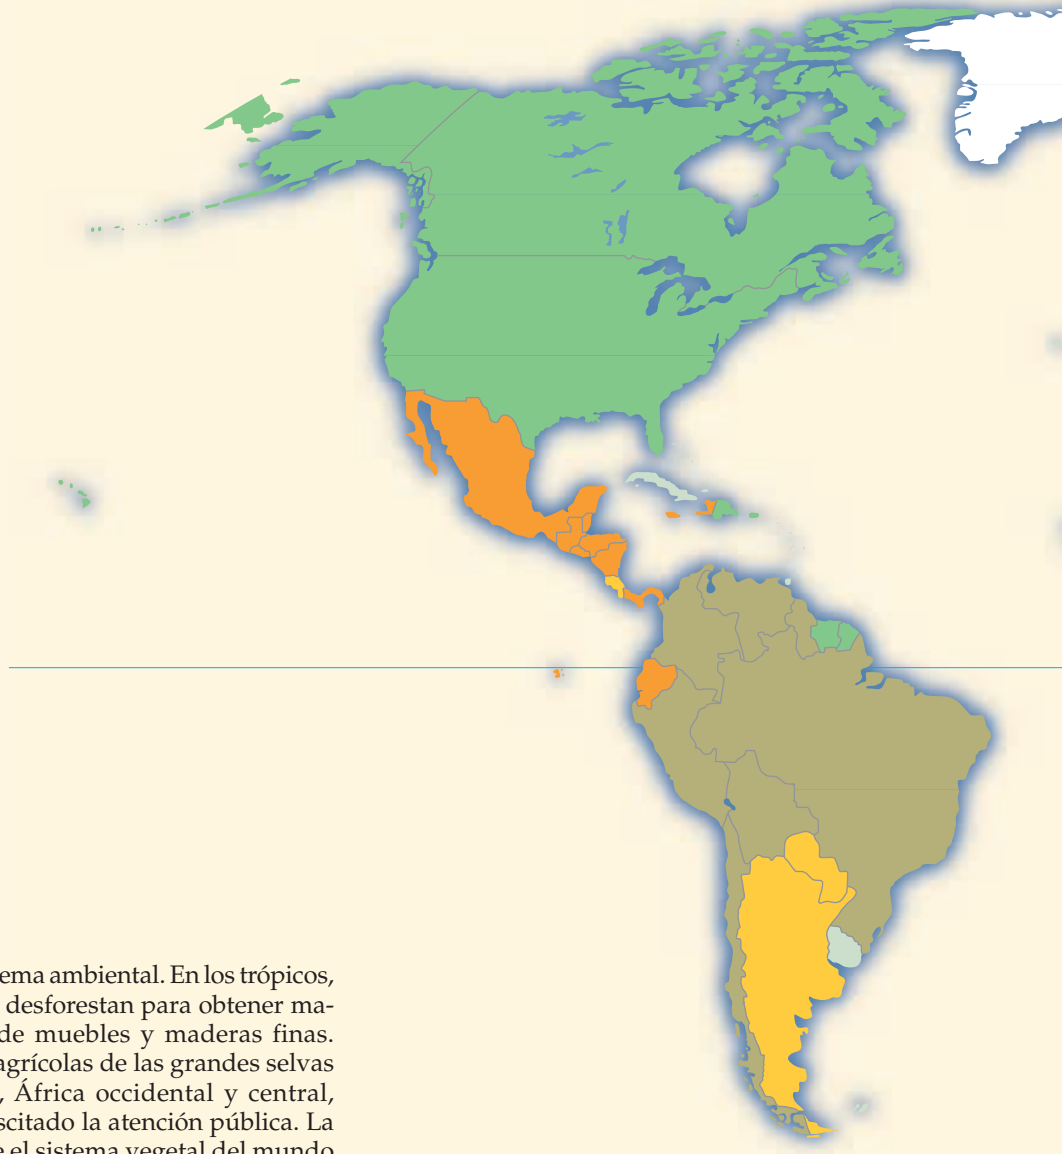 ema ambiental. En los trópicos,
desforestan para obtener ma-
de muebles y maderas finas.
agrícolas de las grandes selvas
, África occidental y central,
scitado la atención pública. La
e el sistema vegetal del mundo